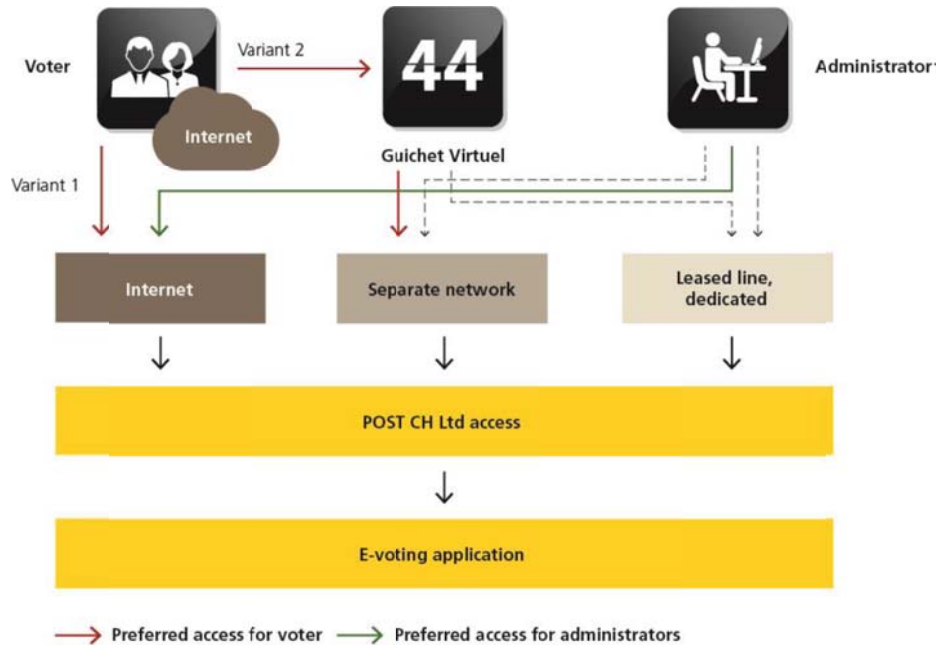 Voter
Variant 2
44
Administrator
Internet
Guichet Virtuel
Variant 1
Internet
Separate network
Leased line,
dedicated
POST CH Ltd access
E-voting application
Preferred access for voter
Preferred access for administrators